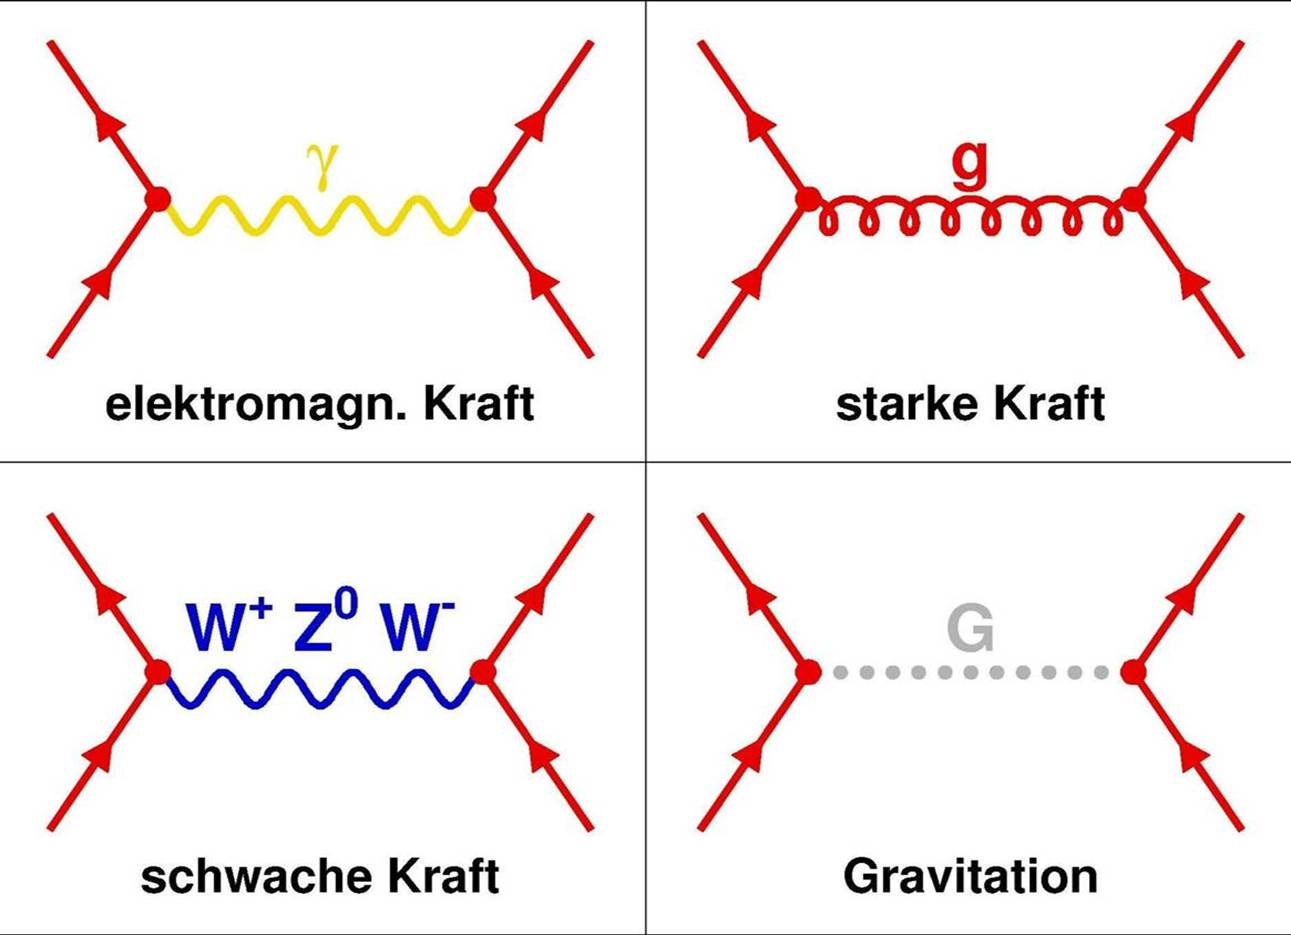 γ
elektromagn. Kraft
g
starke Kraft
W⁺ Z⁰ W⁻
schwache Kraft
G
Gravitation